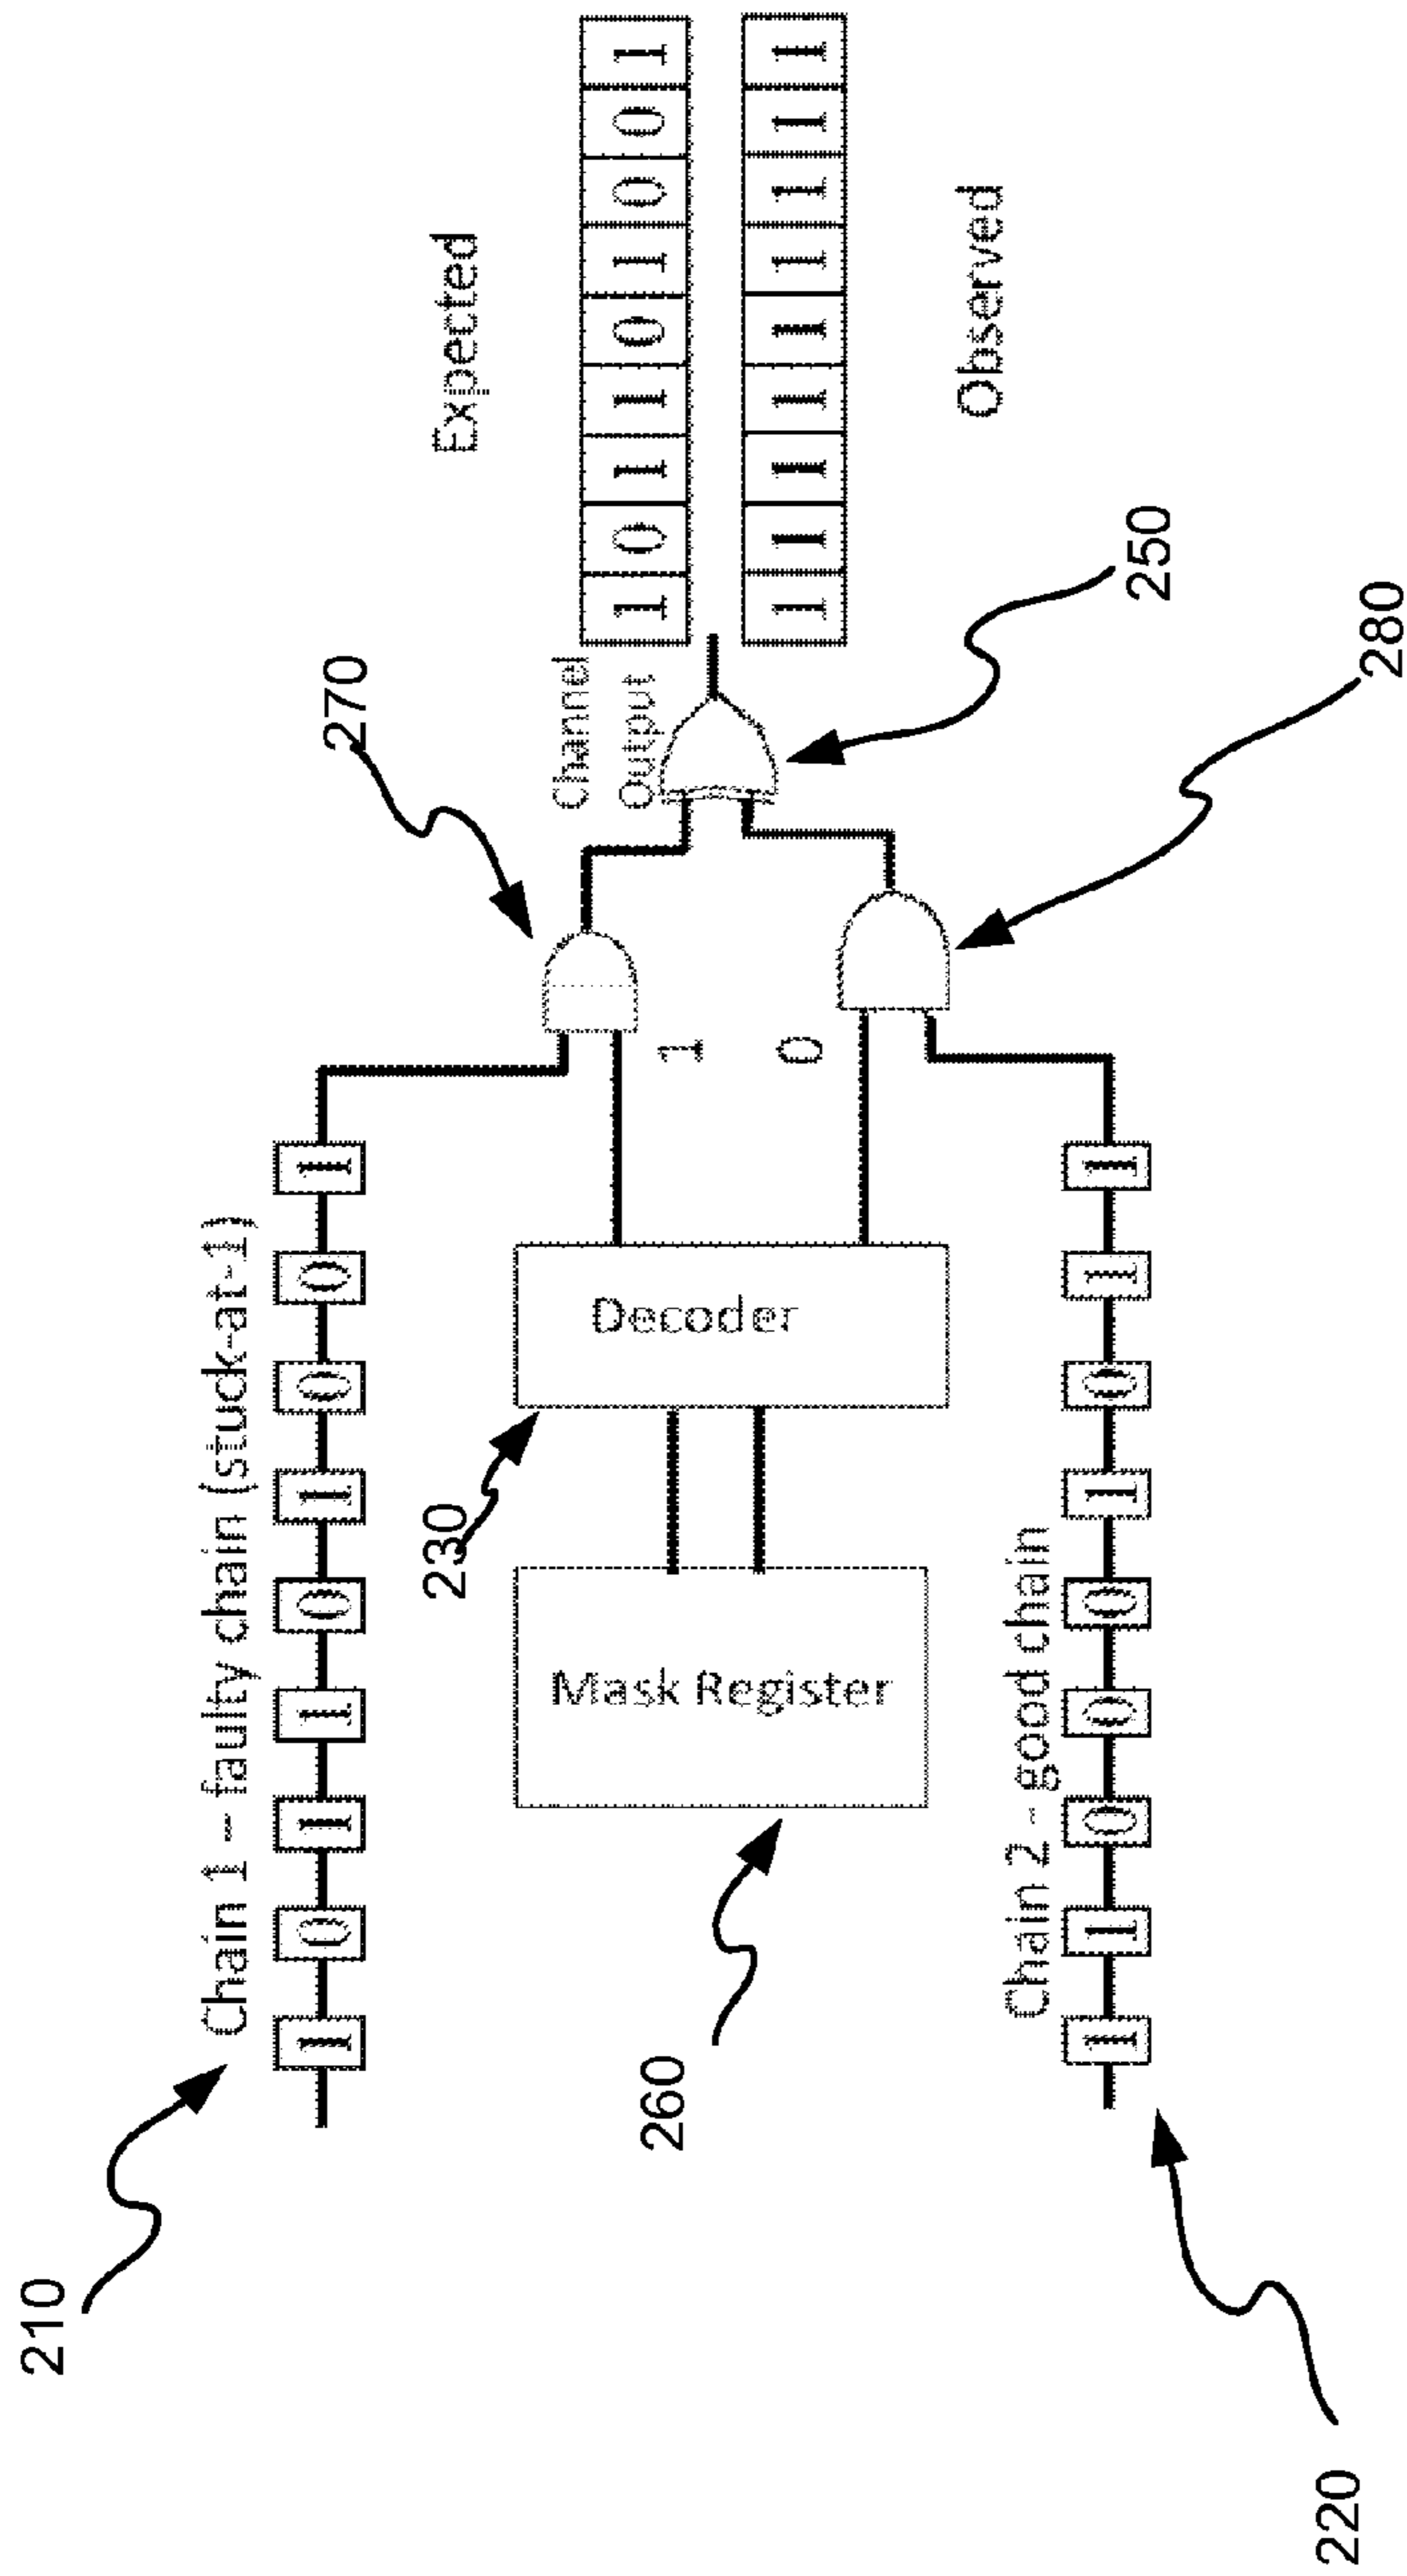 210
Chain 1 – faulty chain (stuck-at-1)
1 0 1 1 0 1 0 0 1
270
230
Mask Register
Decoder
1
0
Channel
Output
Expected
1 0 1 1 0 1 0 0 1
1 1 1 1 1 1 1 1 1
Observed
260
250
280
Chain 2 - good chain
1 1 0 0 0 1 0 1 1
220